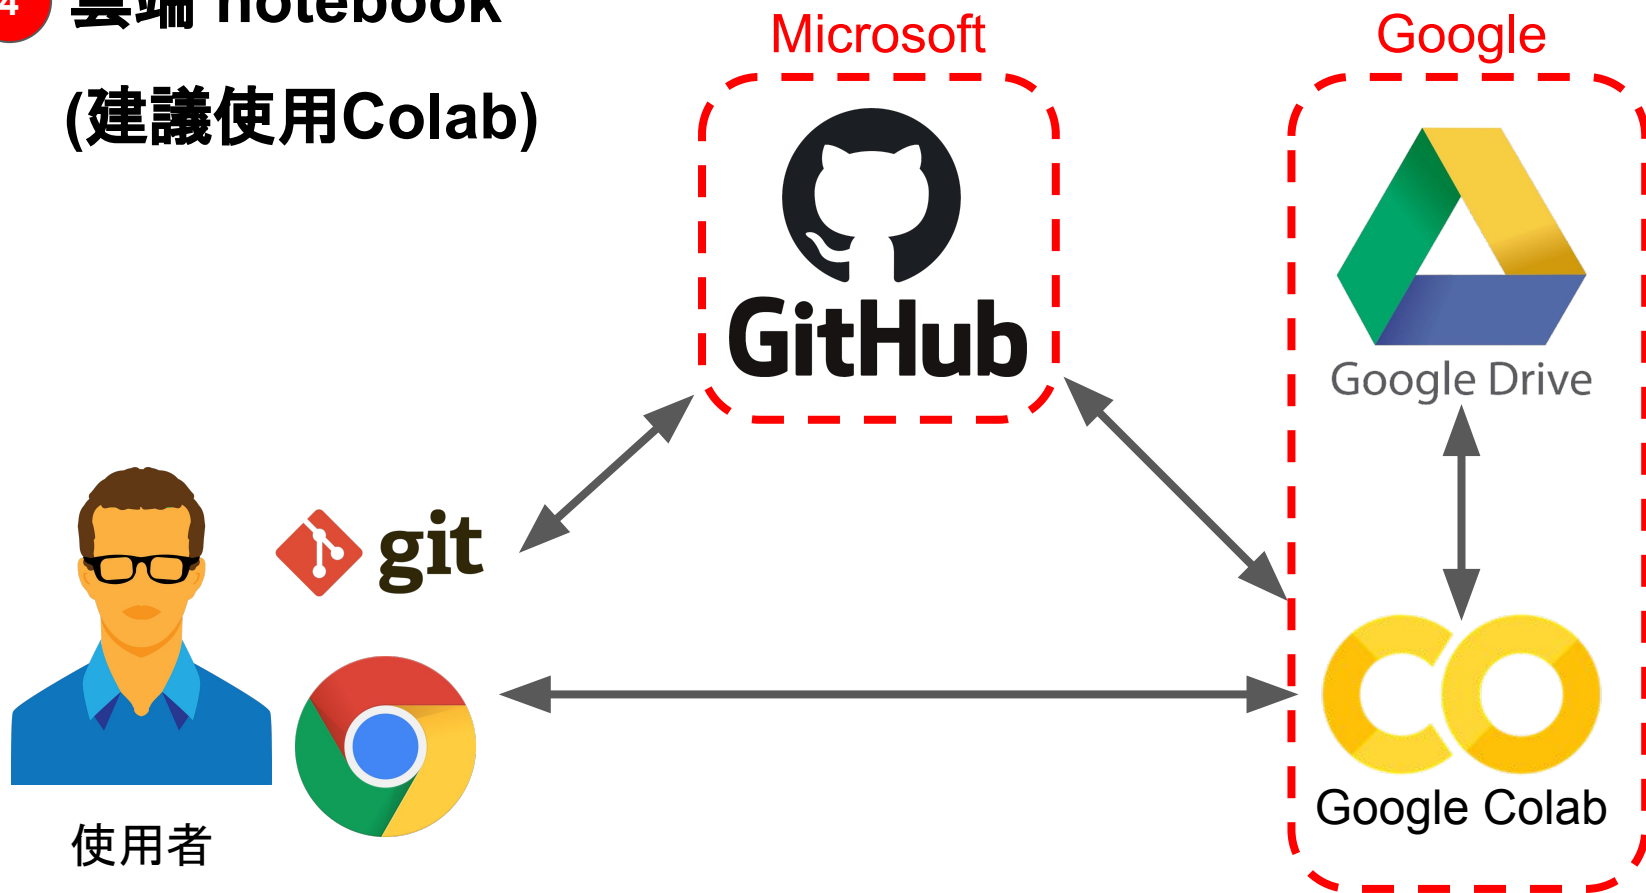 4 雲端 notebook
(建議使用Colab)
Microsoft
Google
GitHub
Google Drive
git
Google Colab
使用者